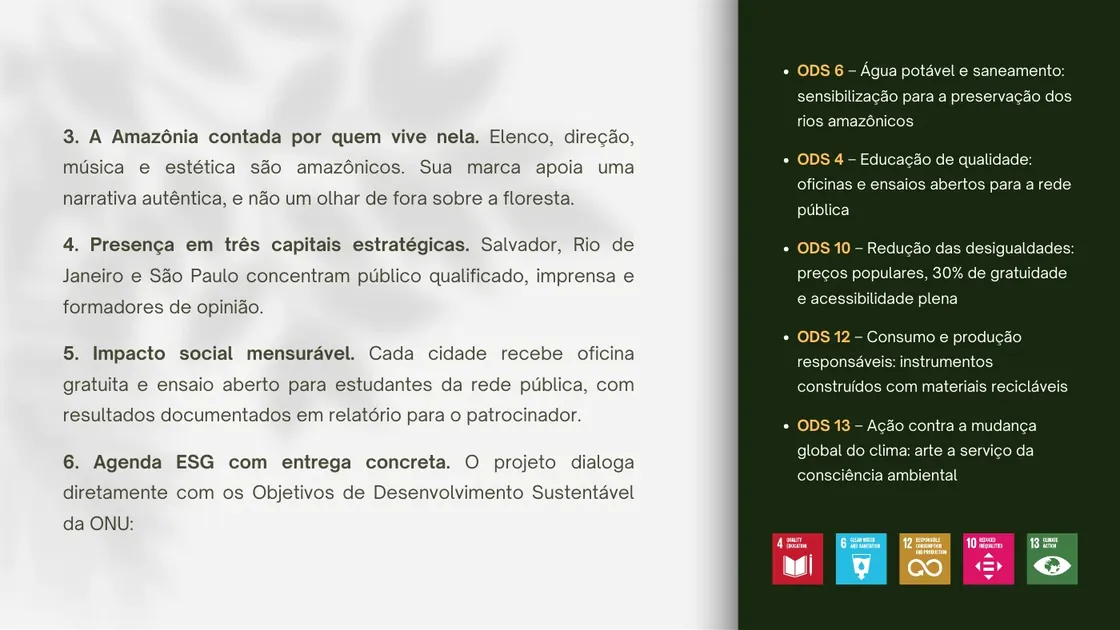 3. A Amazônia contada por quem vive nela. Elenco, direção,
música e estética são amazônicos. Sua marca apoia uma
narrativa autêntica, e não um olhar de fora sobre a floresta.
4. Presença em três capitais estratégicas. Salvador, Rio de
Janeiro e São Paulo concentram público qualificado, imprensa e
formadores de opinião.
5. Impacto social mensurável. Cada cidade recebe oficina
gratuita e ensaio aberto para estudantes da rede pública, com
resultados documentados em relatório para o patrocinador.
6. Agenda ESG com entrega concreta. O projeto dialoga
diretamente com os Objetivos de Desenvolvimento Sustentável
da ONU:
• ODS 6 – Água potável e saneamento:
sensibilização para a preservação dos
rios amazônicos
• ODS 4 – Educação de qualidade:
oficinas e ensaios abertos para a rede
pública
• ODS 10 – Redução das desigualdades:
preços populares, 30% de gratuidade
e acessibilidade plena
• ODS 12 – Consumo e produção
responsáveis: instrumentos
construídos com materiais recicláveis
• ODS 13 – Ação contra a mudança
global do clima: arte a serviço da
consciência ambiental
4 QUALITY
EDUCATION
6 CLEAN WATER
AND SANITATION
12 RESPONSIBLE
CONSUMPTION
AND PRODUCTION
10 REDUCED
INEQUALITIES
13 CLIMATE
ACTION